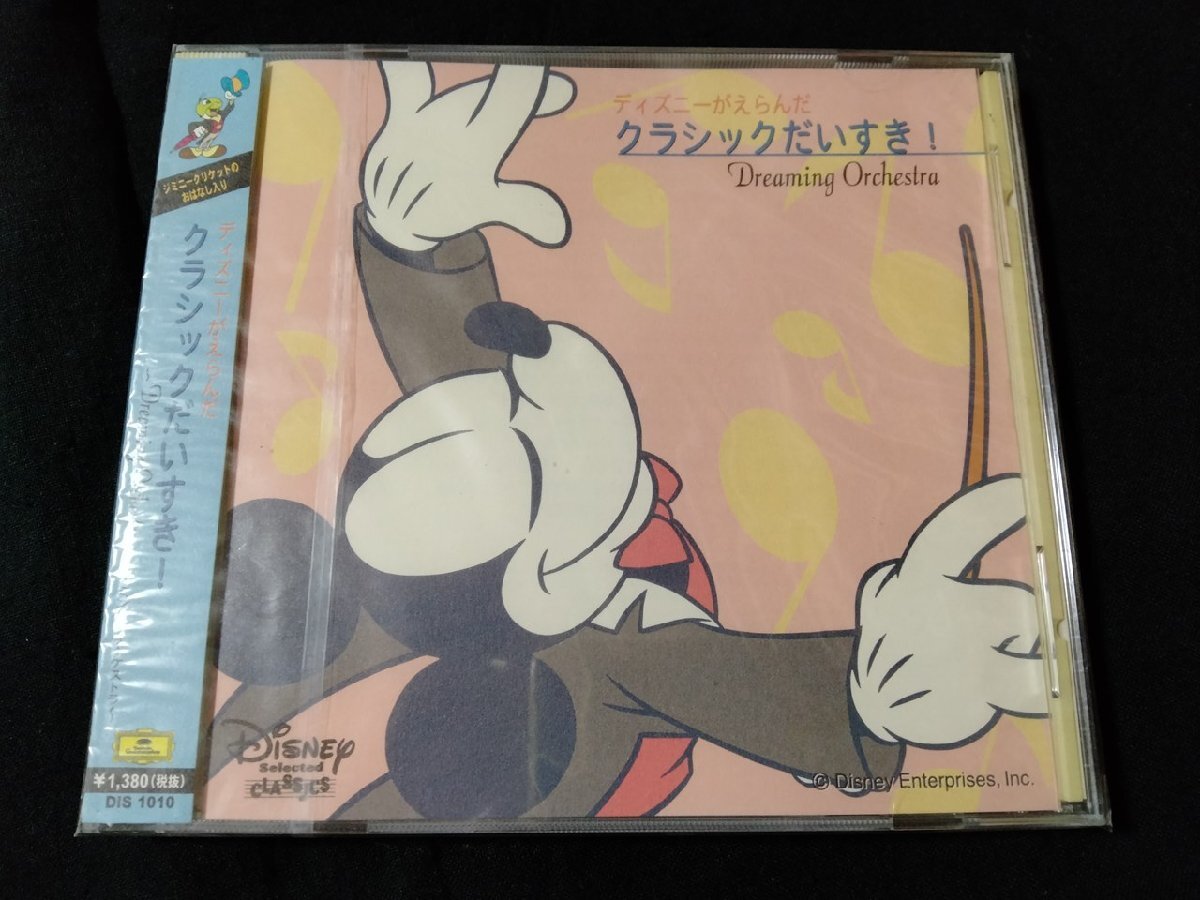 ジミニークリケットの
おはなし入り
ディズニーがえらんだ
クラシックだいすき!
¥1,380(税抜)
DIS 1010
ディズニーがえらんだ
クラシックだいすき!
Dreaming Orchestra
DISNEY
Selected
CLASSICS
© Disney Enterprises, Inc.